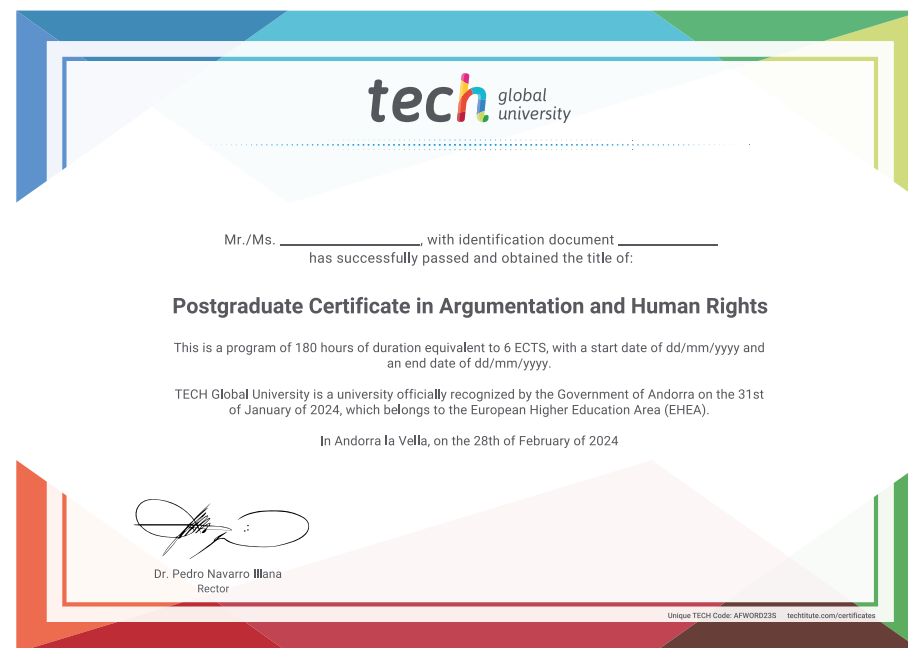 tech global university
Mr./Ms. ____________________, with identification document ______________
has successfully passed and obtained the title of:
Postgraduate Certificate in Argumentation and Human Rights
This is a program of 180 hours of duration equivalent to 6 ECTS, with a start date of dd/mm/yyyy and
an end date of dd/mm/yyyy.
TECH Global University is a university officially recognized by the Government of Andorra on the 31st
of January of 2024, which belongs to the European Higher Education Area (EHEA).
In Andorra la Vella, on the 28th of February of 2024
Dr. Pedro Navarro Illana
Rector
Unique TECH Code: AFWORD23S techtitute.com/certificates